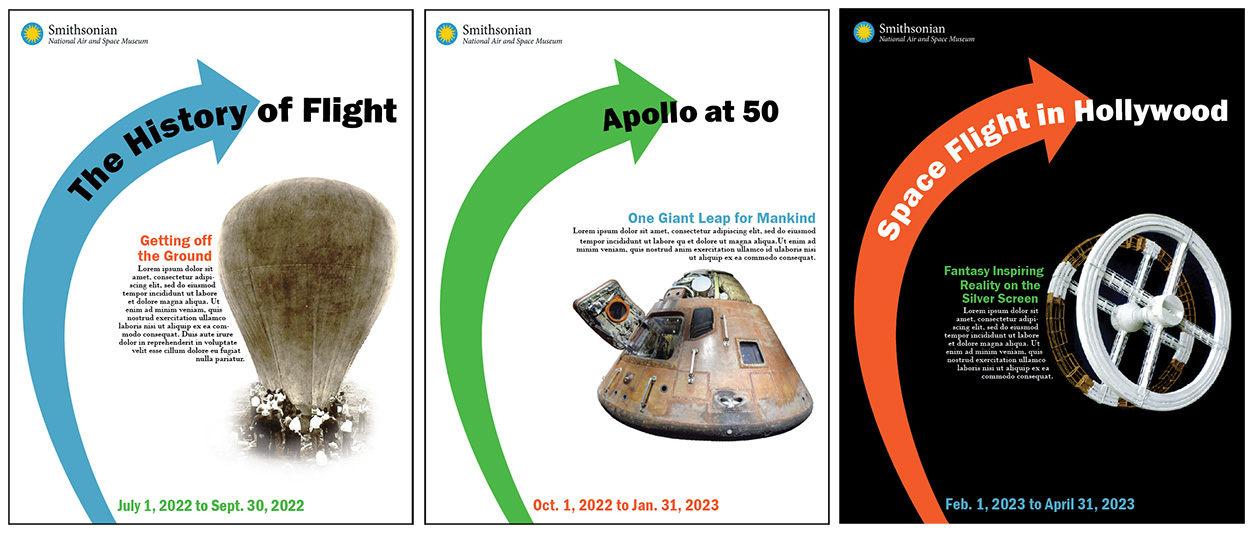 Smithsonian
National Air and Space Museum
The History of Flight
Getting off
the Ground
Lorem ipsum dolor sit
amet, consectetur adipi-
scing elit, sed do eiusmod
tempor incididunt ut labore
et dolore magna aliqua. Ut
enim ad minim veniam, quis
nostrud exercitation ullamco
laboris nisi ut aliquip ex ea com-
modo consequat. Duis aute irure
dolor in reprehenderit in voluptate
velit esse cillum dolore eu fugiat
nulla pariatur.
July 1, 2022 to Sept. 30, 2022
Smithsonian
National Air and Space Museum
Apollo at 50
One Giant Leap for Mankind
Lorem ipsum dolor sit amet, consectetur adipiscing elit, sed do eiusmod
tempor incididunt ut labore qu et dolore ut magna aliqua.Ut enim ad
minim veniam, quis nostrud anim exercitation ullamco id ulaboris nisi
ut aliquip ex ea commodo consequat.
Oct. 1, 2022 to Jan. 31, 2023
Smithsonian
National Air and Space Museum
Space Flight in Hollywood
Fantasy Inspiring
Reality on the
Silver Screen
Lorem ipsum dolor sit
amet, consectetur adipi-
scing elit, sed do eiusmod
tempor incididunt ut labore
et dolore magna aliqua. Ut
enim ad minim veniam, quis
nostrud exercitation ullamco
laboris nisi ut aliquip ex ea
commodo consequat.
Feb. 1, 2023 to April 31, 2023